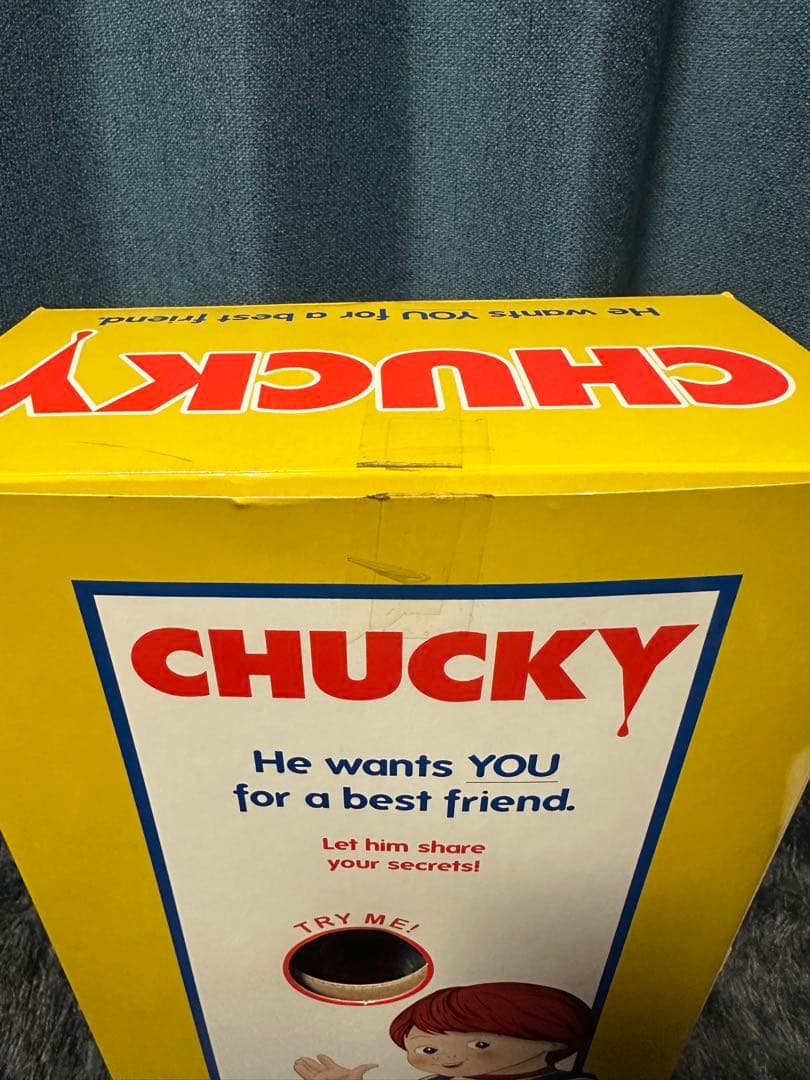 He wants YOU for a best friend.
CHUCKY
CHUCKY
He wants YOU
for a best friend.
Let him share
your secrets!
TRY ME!